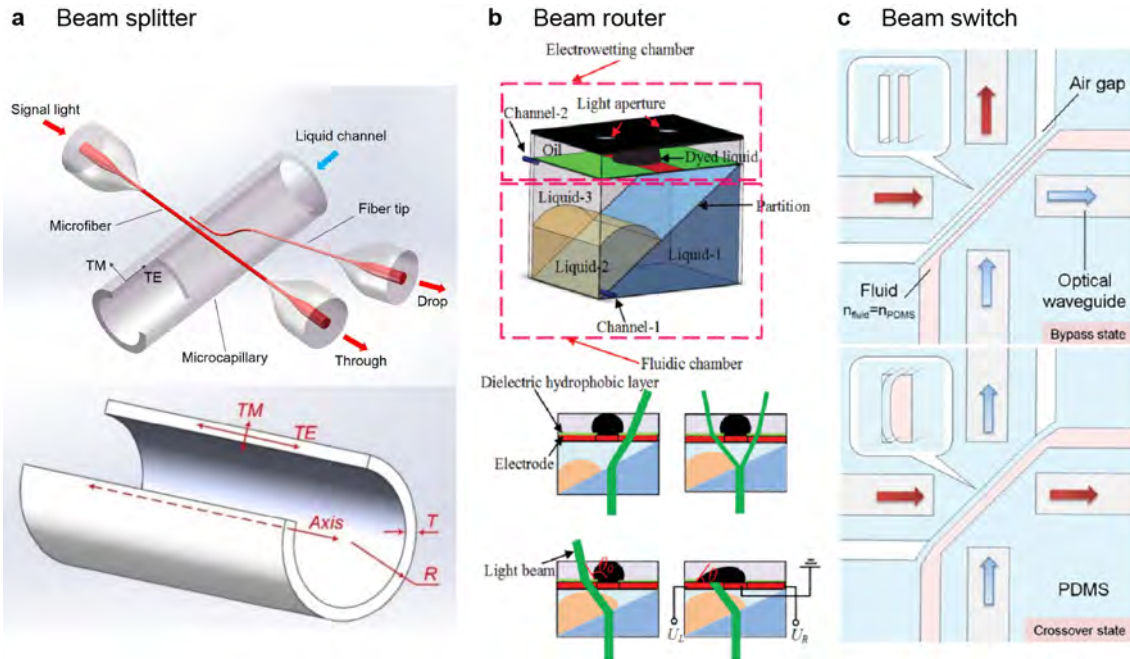 a Beam splitter
Signal light
Liquid channel
Microfiber
Fiber tip
TM
TE
Drop
Microcapillary
Through
TM
TE
Axis
T
R
b Beam router
Electrowetting chamber
Channel-2
Light aperture
Oil
Dyed liquid
Liquid-3
Partition
Liquid-2
Liquid-1
Channel-1
Fluidic chamber
Dielectric hydrophobic layer
Electrode
Light beam
θ₀
θ
U_L
U_R
c Beam switch
Air gap
Fluid
n_fluid=n_PDMS
Optical
waveguide
Bypass state
PDMS
Crossover state